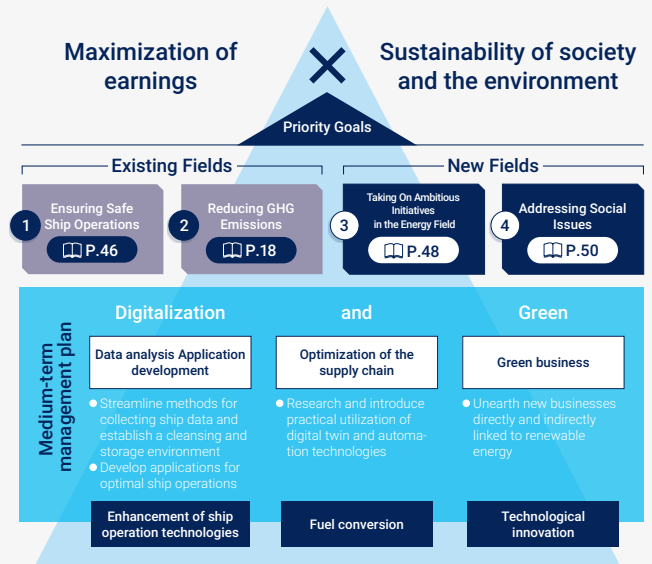 Maximization of
earnings
Sustainability of society
and the environment
Priority Goals
Existing Fields
New Fields
1
Ensuring Safe
Ship Operations
P.46
2
Reducing GHG
Emissions
P.18
3
Taking On Ambitious
Initiatives
in the Energy Field
P.48
4
Addressing Social
Issues
P.50
Medium-term
management plan
Digitalization and Green
Data analysis Application
development
● Streamline methods for
collecting ship data and
establish a cleansing and
storage environment
● Develop applications for
optimal ship operations
Enhancement of ship
operation technologies
Optimization of the
supply chain
● Research and introduce
practical utilization of
digital twin and automa-
tion technologies
Fuel conversion
Green business
● Unearth new businesses
directly and indirectly
linked to renewable
energy
Technological
innovation